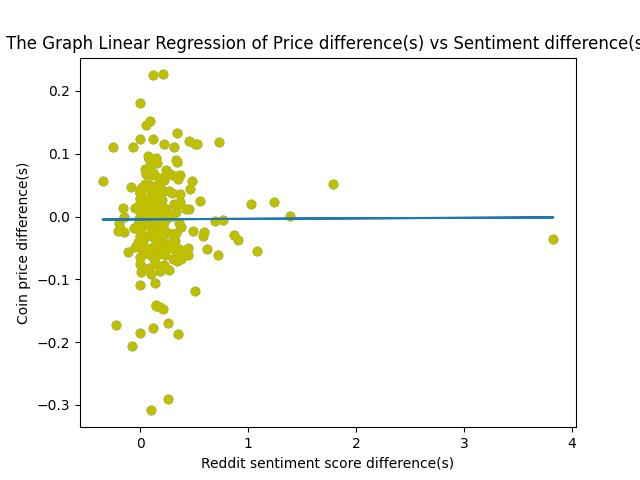 The Graph Linear Regression of Price difference(s) vs Sentiment difference(s
0.2
0.1
0.0
−0.1
−0.2
−0.3
Coin price difference(s)
0 1 2 3 4
Reddit sentiment score difference(s)